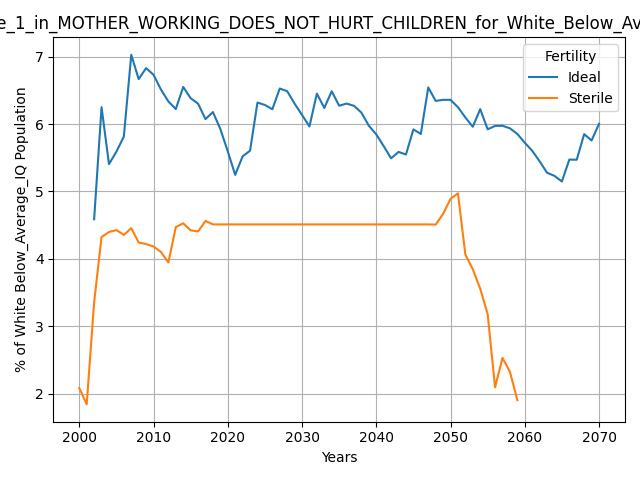 e_1_in_MOTHER_WORKING_DOES_NOT_HURT_CHILDREN_for_White_Below_Av
Fertility
Ideal
Sterile
% of White Below_Average_IQ Population
7
6
5
4
3
2
2000 2010 2020 2030 2040 2050 2060 2070
Years